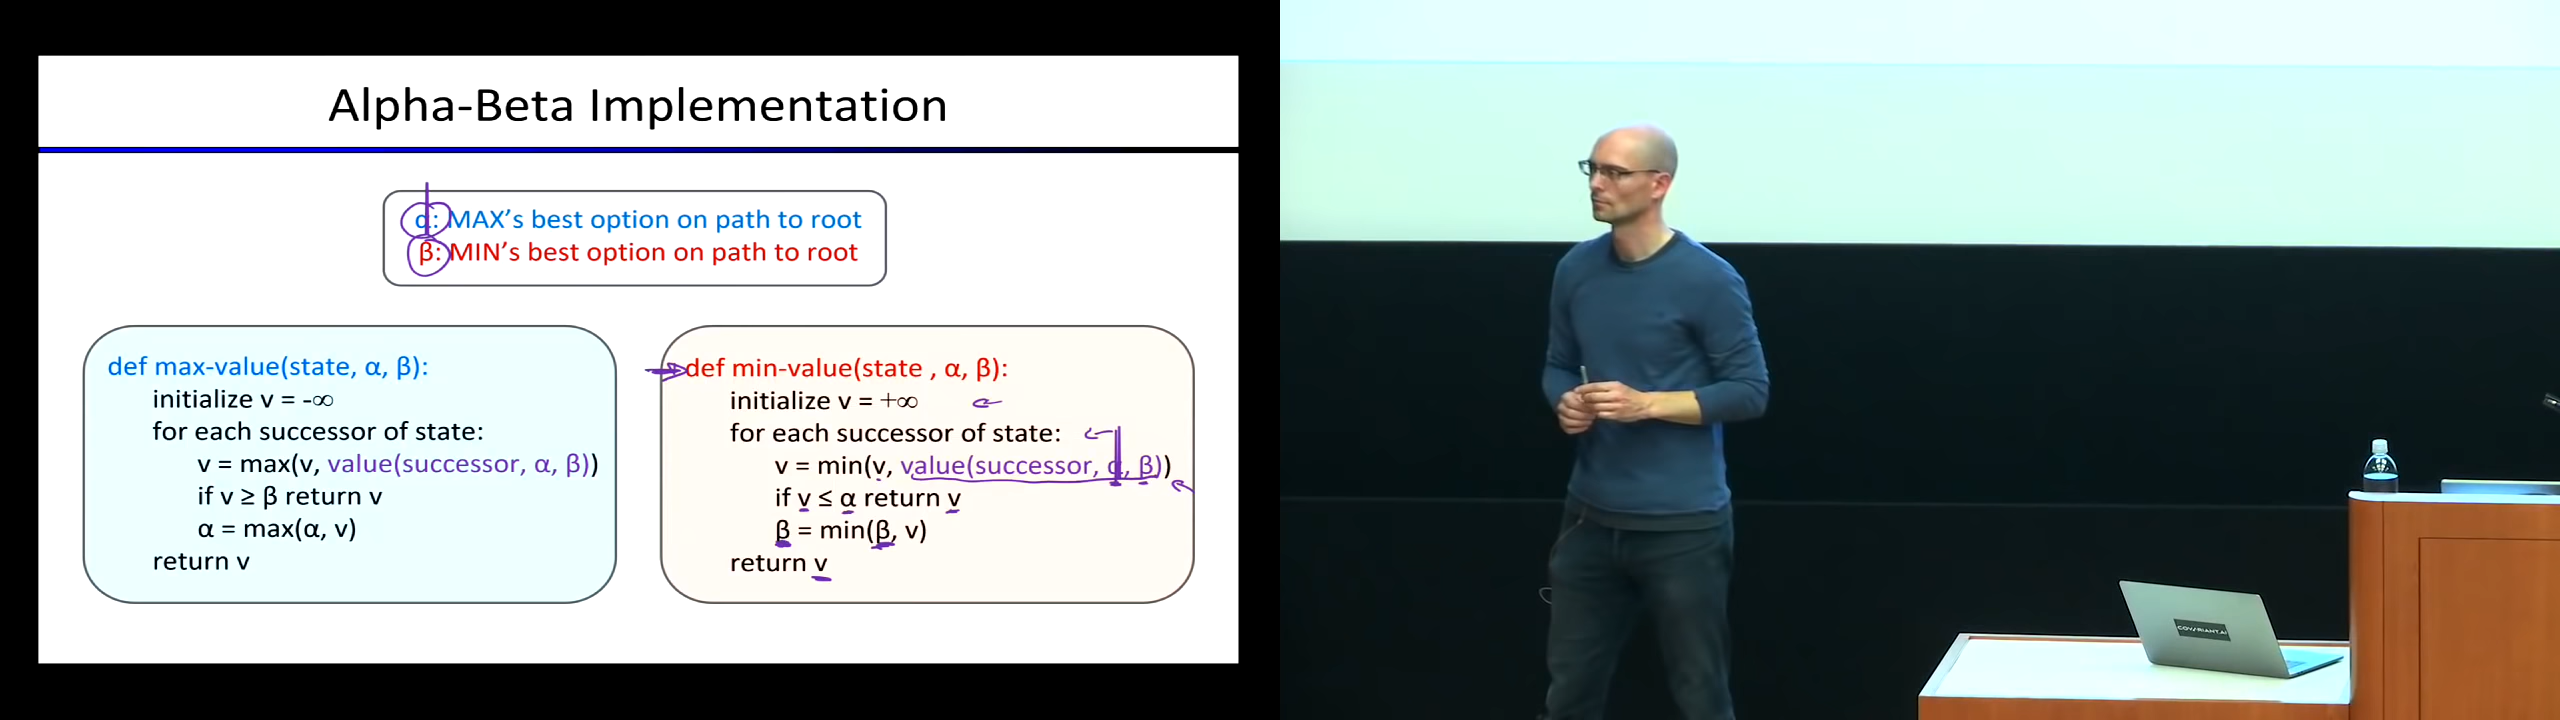 Alpha-Beta Implementation
α: MAX's best option on path to root
β: MIN's best option on path to root
def max-value(state, α, β):
initialize v = -∞
for each successor of state:
v = max(v, value(successor, α, β))
if v ≥ β return v
α = max(α, v)
return v
def min-value(state , α, β):
initialize v = +∞
for each successor of state:
v = min(v, value(successor, α, β))
if v ≤ α return v
β = min(β, v)
return v
COVARIANT.AI